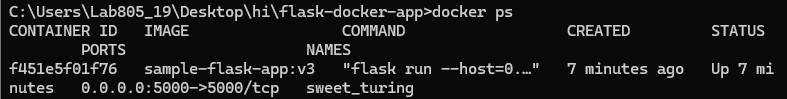 C:\Users\Lab805_19\Desktop\hi\flask-docker-app>docker ps
CONTAINER ID   IMAGE                 COMMAND                  CREATED         STATUS
        PORTS                    NAMES
f451e5f01f76   sample-flask-app:v3   "flask run --host=0.…"   7 minutes ago   Up 7 mi
nutes   0.0.0.0:5000->5000/tcp   sweet_turing